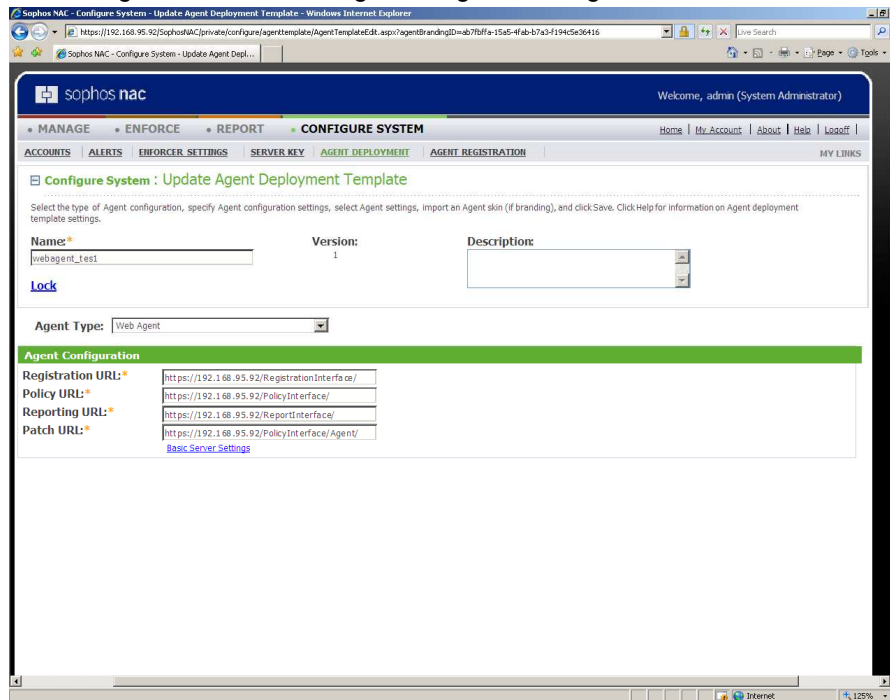 Sophos NAC - Configure System - Update Agent Deployment Template - Windows Internet Explorer
https://192.168.95.92/SophosNAC/private/configure/agenttemplate/AgentTemplateEdit.aspx?agentBrandingID=ab7fbffa-15a5-4fab-b7a3-f194c5e36416
Live Search
Sophos NAC - Configure System - Update Agent Depl...
Page Tools
sophos nac
Welcome, admin (System Administrator)
• MANAGE • ENFORCE • REPORT • CONFIGURE SYSTEM
Home | My Account | About | Help | Logoff |
ACCOUNTS ALERTS ENFORCER SETTINGS SERVER KEY AGENT DEPLOYMENT AGENT REGISTRATION MY LINKS
Configure System : Update Agent Deployment Template
Select the type of Agent configuration, specify Agent configuration settings, select Agent settings, import an Agent skin (if branding), and click Save. Click Help for information on Agent deployment
template settings.
Name:* Version: Description:
webagent_tes1 1
Lock
Agent Type: Web Agent
Agent Configuration
Registration URL:* https://192.168.95.92/RegistrationInterface/
Policy URL:* https://192.168.95.92/PolicyInterface/
Reporting URL:* https://192.168.95.92/ReportInterface/
Patch URL:* https://192.168.95.92/PolicyInterface/Agent/
Basic Server Settings
Internet 125%